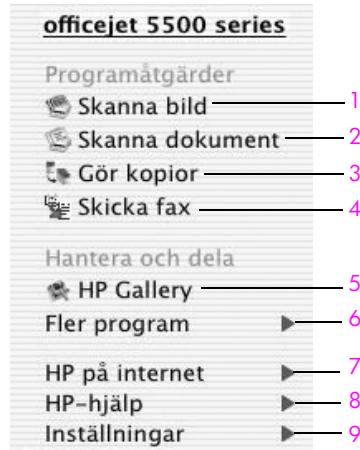 officejet 5500 series
Programåtgärder
Skanna bild 1
Skanna dokument 2
Gör kopior 3
Skicka fax 4
Hantera och dela
HP Gallery 5
Fler program 6
HP på internet 7
HP-hjälp 8
Inställningar 9